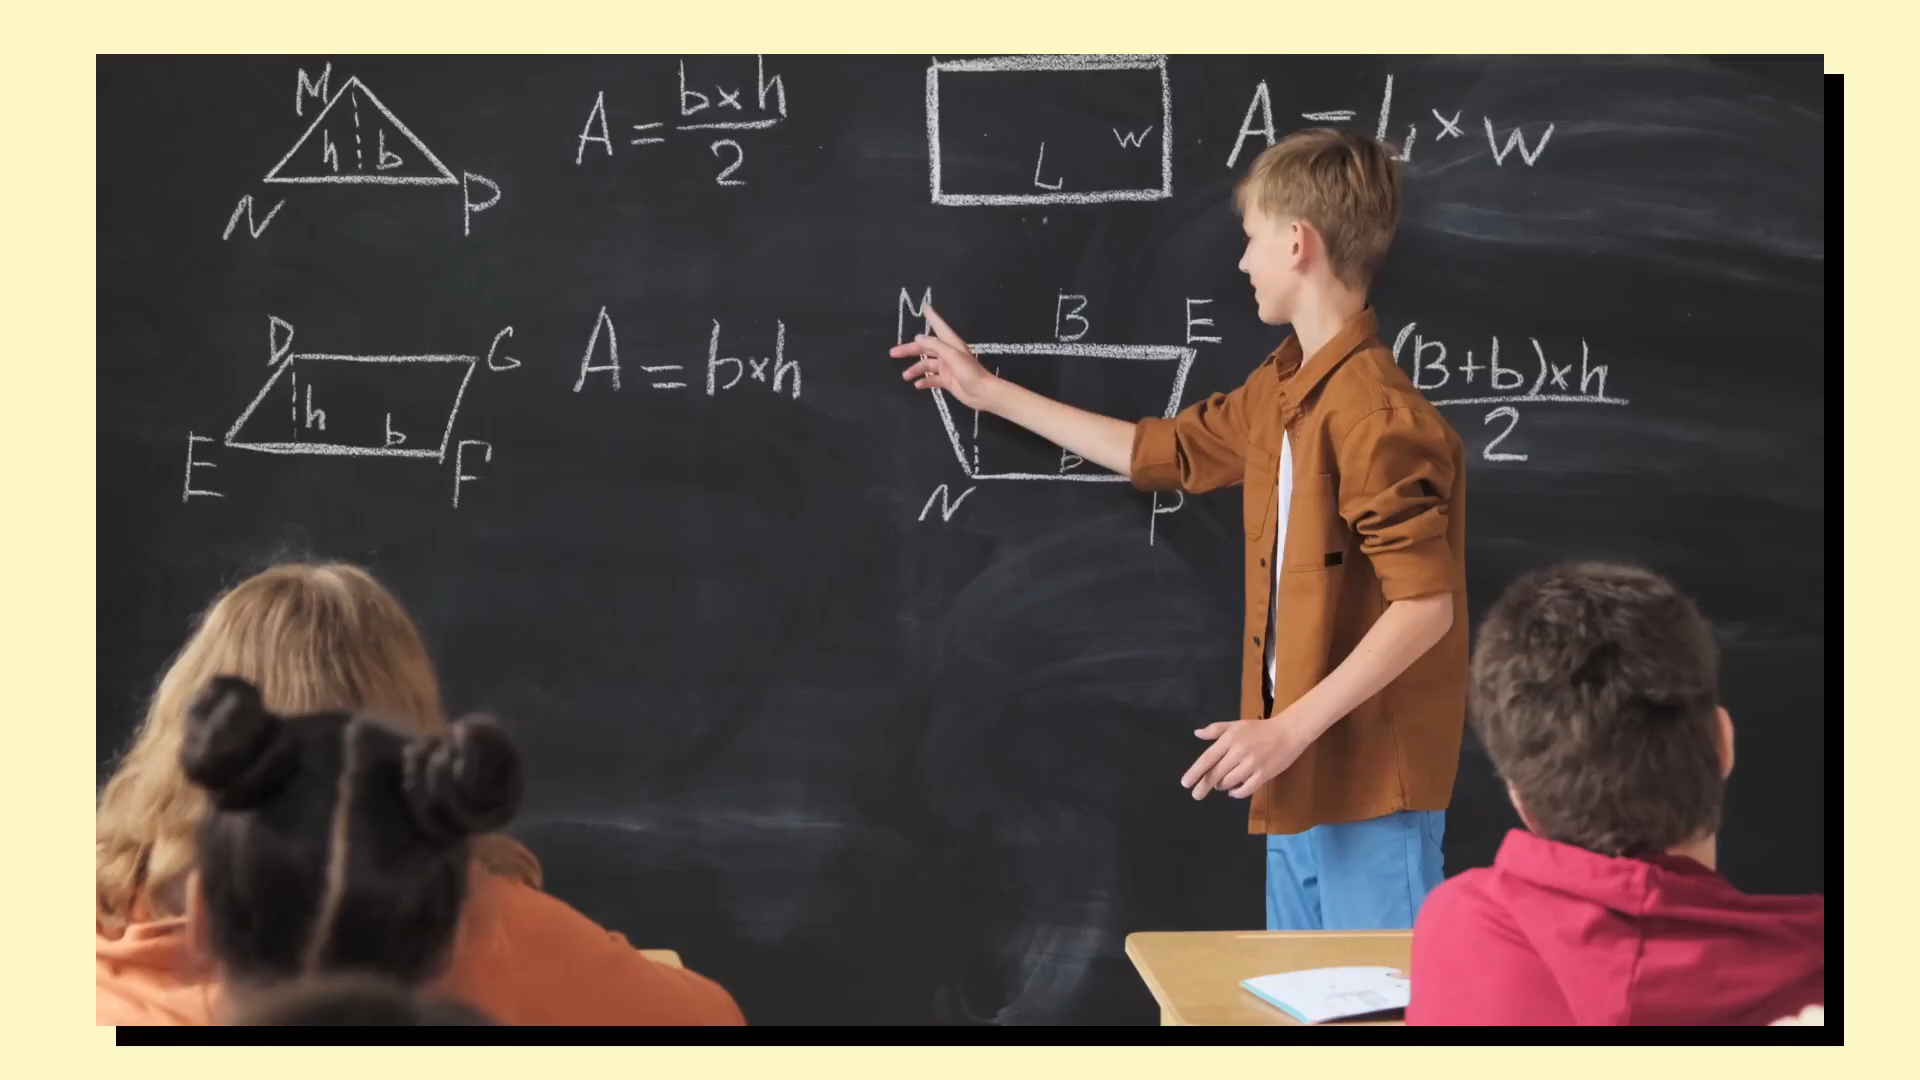 M
h b
N P
A = b×h
2
L W
A = L × W
D G
h
b
E F
A = b×h
M B E
b
N P
(B+b)×h
2